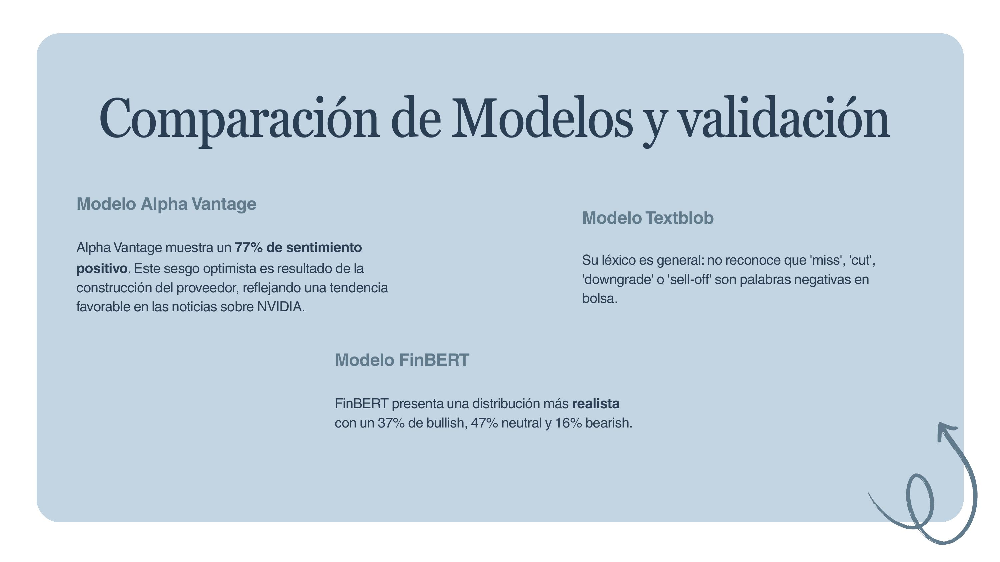 Comparación de Modelos y validación
Modelo Alpha Vantage
Alpha Vantage muestra un 77% de sentimiento
positivo. Este sesgo optimista es resultado de la
construcción del proveedor, reflejando una tendencia
favorable en las noticias sobre NVIDIA.
Modelo Textblob
Su léxico es general: no reconoce que 'miss', 'cut',
'downgrade' o 'sell-off' son palabras negativas en
bolsa.
Modelo FinBERT
FinBERT presenta una distribución más realista
con un 37% de bullish, 47% neutral y 16% bearish.